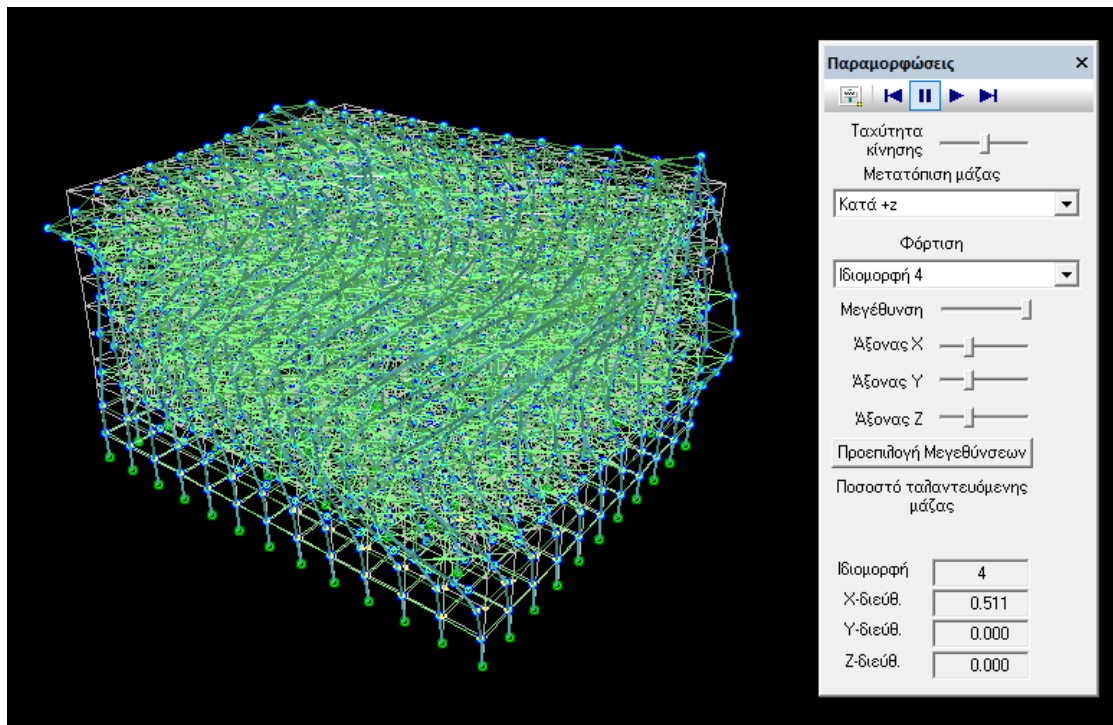 Παραμορφώσεις
Ταχύτητα
κίνησης
Μετατόπιση μάζας
Κατά +z
Φόρτιση
Ιδιομορφή 4
Μεγέθυνση
Άξονας X
Άξονας Y
Άξονας Z
Προεπιλογή Μεγεθύνσεων
Ποσοστό ταλαντευόμενης
μάζας
Ιδιομορφή 4
X-διεύθ. 0.511
Y-διεύθ. 0.000
Z-διεύθ. 0.000